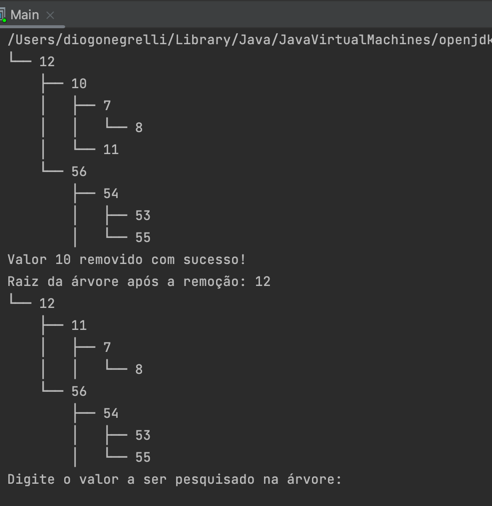 Main
/Users/diogonegrelli/Library/Java/JavaVirtualMachines/openjdk
└── 12
    ├── 10
    │   ├── 7
    │   │   └── 8
    │   └── 11
    └── 56
        ├── 54
        │   ├── 53
        │   └── 55
Valor 10 removido com sucesso!
Raiz da árvore após a remoção: 12
└── 12
    ├── 11
    │   ├── 7
    │   │   └── 8
    └── 56
        ├── 54
        │   ├── 53
        │   └── 55
Digite o valor a ser pesquisado na árvore: